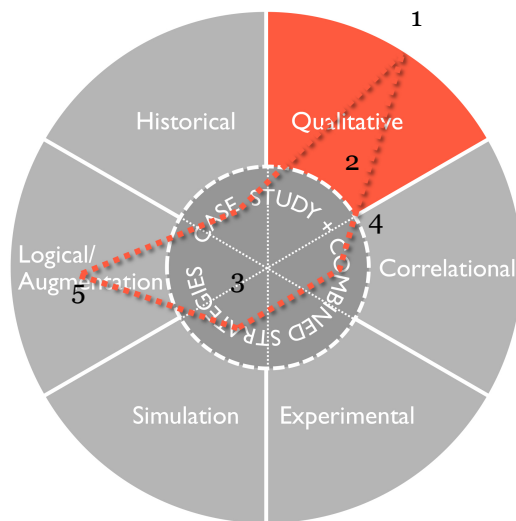 1
Historical
Qualitative
2
CASE STUDY + COMBINED STRATEGIES
4
Logical/
Augmentation
3
Correlational
5
Simulation
Experimental